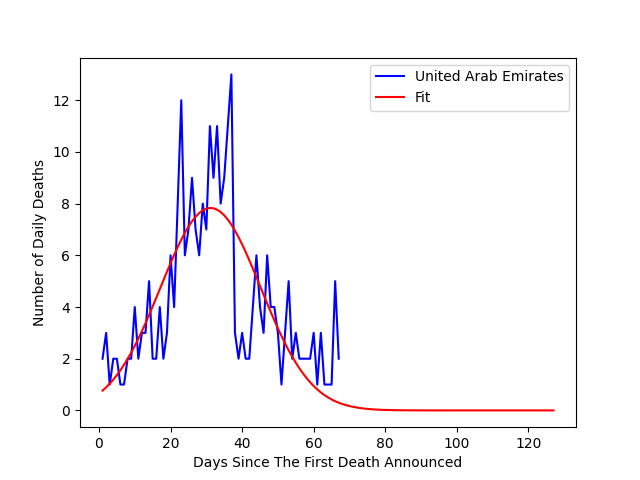 United Arab Emirates
Fit
12
10
8
6
4
2
0
Number of Daily Deaths
0 20 40 60 80 100 120
Days Since The First Death Announced